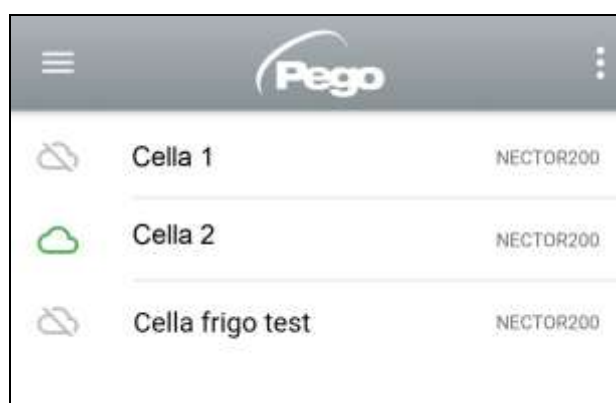 Pego
Cella 1 NECTOR200
Cella 2 NECTOR200
Cella frigo test NECTOR200